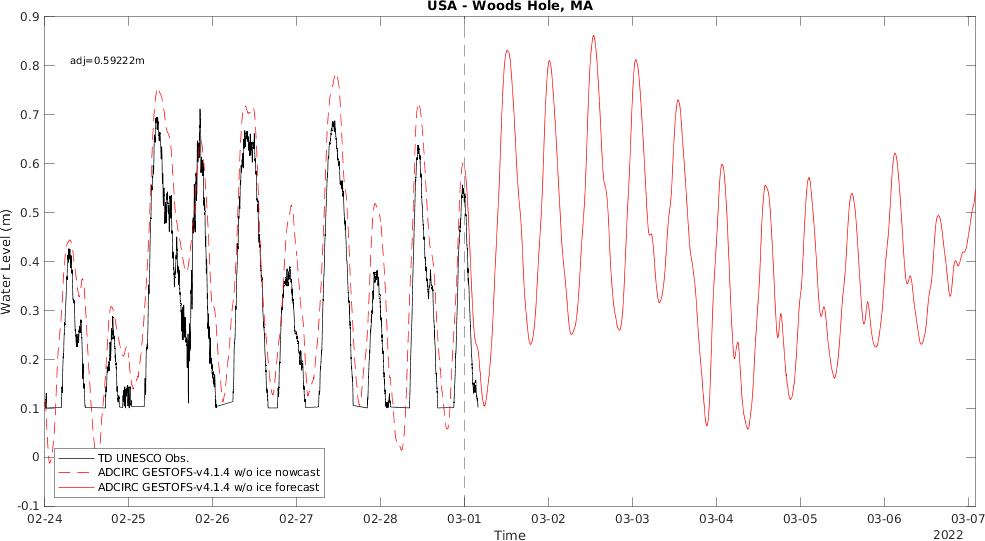 USA - Woods Hole, MA
adj=0.59222m
Water Level (m)
0.9
0.8
0.7
0.6
0.5
0.4
0.3
0.2
0.1
0
-0.1
TD UNESCO Obs.
ADCIRC GESTOFS-v4.1.4 w/o ice nowcast
ADCIRC GESTOFS-v4.1.4 w/o ice forecast
02-24 02-25 02-26 02-27 02-28 03-01 03-02 03-03 03-04 03-05 03-06 03-07
Time
2022